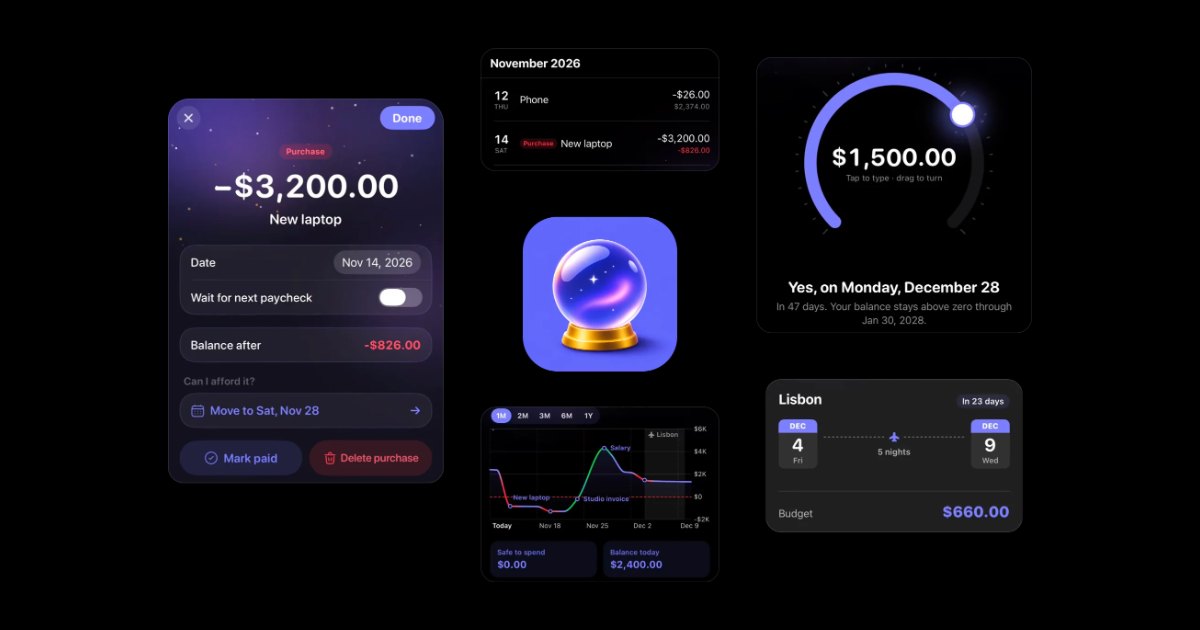 Done
Purchase
-$3,200.00
New laptop
Date
Nov 14, 2026
Wait for next paycheck
Balance after
-$826.00
Can I afford it?
Move to Sat, Nov 28
Mark paid
Delete purchase
November 2026
12 Phone -$26.00
THU $2,374.00
14 Purchase New laptop -$3,200.00
SAT -$826.00
1M 2M 3M 6M 1Y
$6K
Lisbon
Salary
$4K
$2K
New laptop
Studio invoice
$0
-$2K
Today Nov 18 Nov 25 Dec 2 Dec 9
Safe to spend
$0.00
Balance today
$2,400.00
$1,500.00
Tap to type · drag to turn
Yes, on Monday, December 28
In 47 days. Your balance stays above zero through
Jan 30, 2028.
Lisbon
In 23 days
DEC
4
Fri
5 nights
DEC
9
Wed
Budget
$660.00